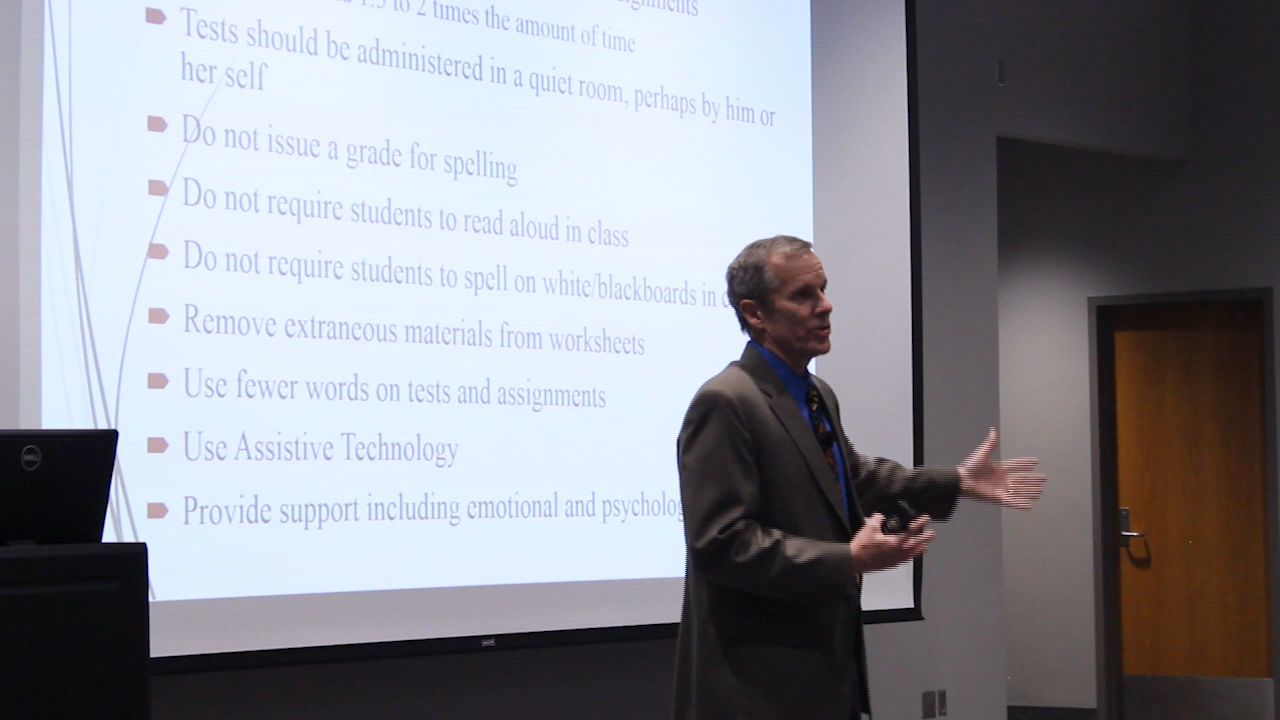 to 2 times the amount of time
Tests should be administered in a quiet room, perhaps by him or
her self
Do not issue a grade for spelling
Do not require students to read aloud in class
Do not require students to spell on white/blackboards in
Remove extraneous materials from worksheets
Use fewer words on tests and assignments
Use Assistive Technology
Provide support including emotional and
DELL